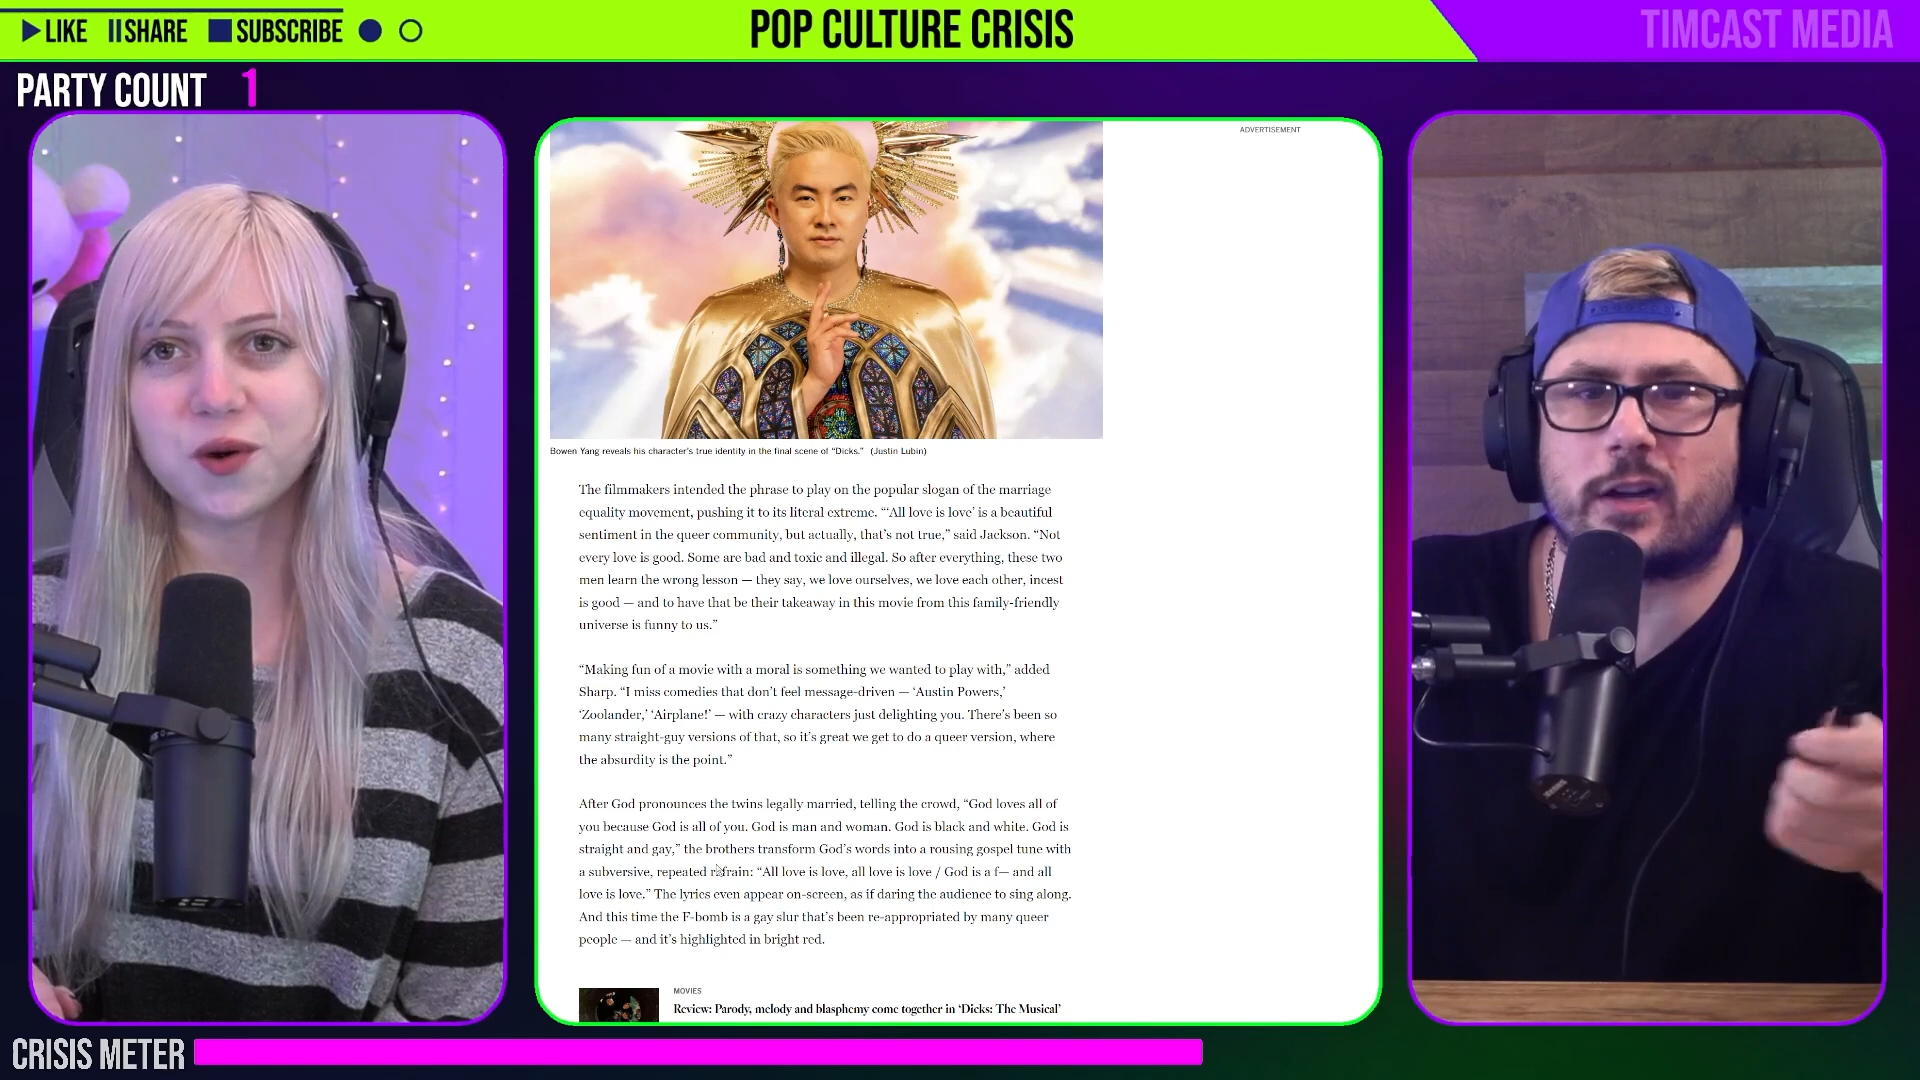 LIKE SHARE SUBSCRIBE
POP CULTURE CRISIS
TIMCAST MEDIA
PARTY COUNT 1
ADVERTISEMENT
Bowen Yang reveals his character's true identity in the final scene of "Dicks." (Justin Lubin)
The filmmakers intended the phrase to play on the popular slogan of the marriage
equality movement, pushing it to its literal extreme. “‘All love is love’ is a beautiful
sentiment in the queer community, but actually, that’s not true,” said Jackson. “Not
every love is good. Some are bad and toxic and illegal. So after everything, these two
men learn the wrong lesson — they say, we love ourselves, we love each other, incest
is good — and to have that be their takeaway in this movie from this family-friendly
universe is funny to us.”
“Making fun of a movie with a moral is something we wanted to play with,” added
Sharp. “I miss comedies that don’t feel message-driven — ‘Austin Powers,’
‘Zoolander,’ ‘Airplane!’ — with crazy characters just delighting you. There’s been so
many straight-guy versions of that, so it’s great we get to do a queer version, where
the absurdity is the point.”
After God pronounces the twins legally married, telling the crowd, “God loves all of
you because God is all of you. God is man and woman. God is black and white. God is
straight and gay,” the brothers transform God’s words into a rousing gospel tune with
a subversive, repeated refrain: “All love is love, all love is love / God is a f— and all
love is love.” The lyrics even appear on-screen, as if daring the audience to sing along.
And this time the F-bomb is a gay slur that’s been re-appropriated by many queer
people — and it’s highlighted in bright red.
MOVIES
Review: Parody, melody and blasphemy come together in ‘Dicks: The Musical’
CRISIS METER